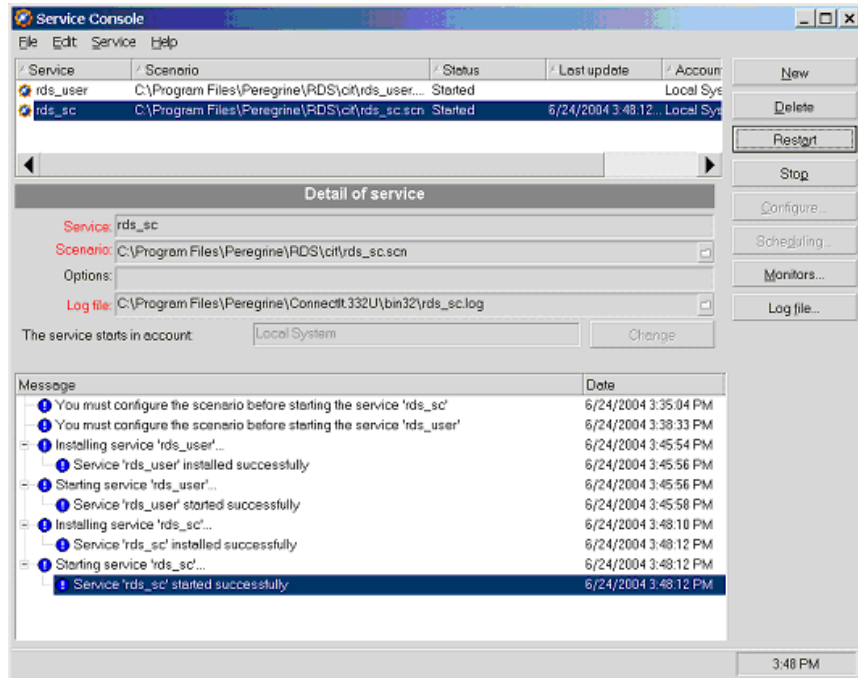 Service Console
File Edit Service Help
Service Scenario Status Last update Accoun
rds_user C:\Program Files\Peregrine\RDS\cit\rds_user.... Started Local Sys
rds_sc C:\Program Files\Peregrine\RDS\cit\rds_sc.scn Started 6/24/2004 3:48:12... Local Sys
New
Delete
Restart
Stop
Configure...
Scheduling...
Monitors...
Log file...
Detail of service
Service: rds_sc
Scenario: C:\Program Files\Peregrine\RDS\cit\rds_sc.scn
Options:
Log file: C:\Program Files\Peregrine\ConnectIt.332U\bin32\rds_sc.log
The service starts in account Local System Change
Message Date
You must configure the scenario before starting the service 'rds_sc' 6/24/2004 3:35:04 PM
You must configure the scenario before starting the service 'rds_user' 6/24/2004 3:38:33 PM
Installing service 'rds_user'... 6/24/2004 3:45:54 PM
Service 'rds_user' installed successfully 6/24/2004 3:45:56 PM
Starting service 'rds_user'... 6/24/2004 3:45:56 PM
Service 'rds_user' started successfully 6/24/2004 3:45:58 PM
Installing service 'rds_sc'... 6/24/2004 3:48:10 PM
Service 'rds_sc' installed successfully 6/24/2004 3:48:12 PM
Starting service 'rds_sc'... 6/24/2004 3:48:12 PM
Service 'rds_sc' started successfully 6/24/2004 3:48:12 PM
3:48 PM